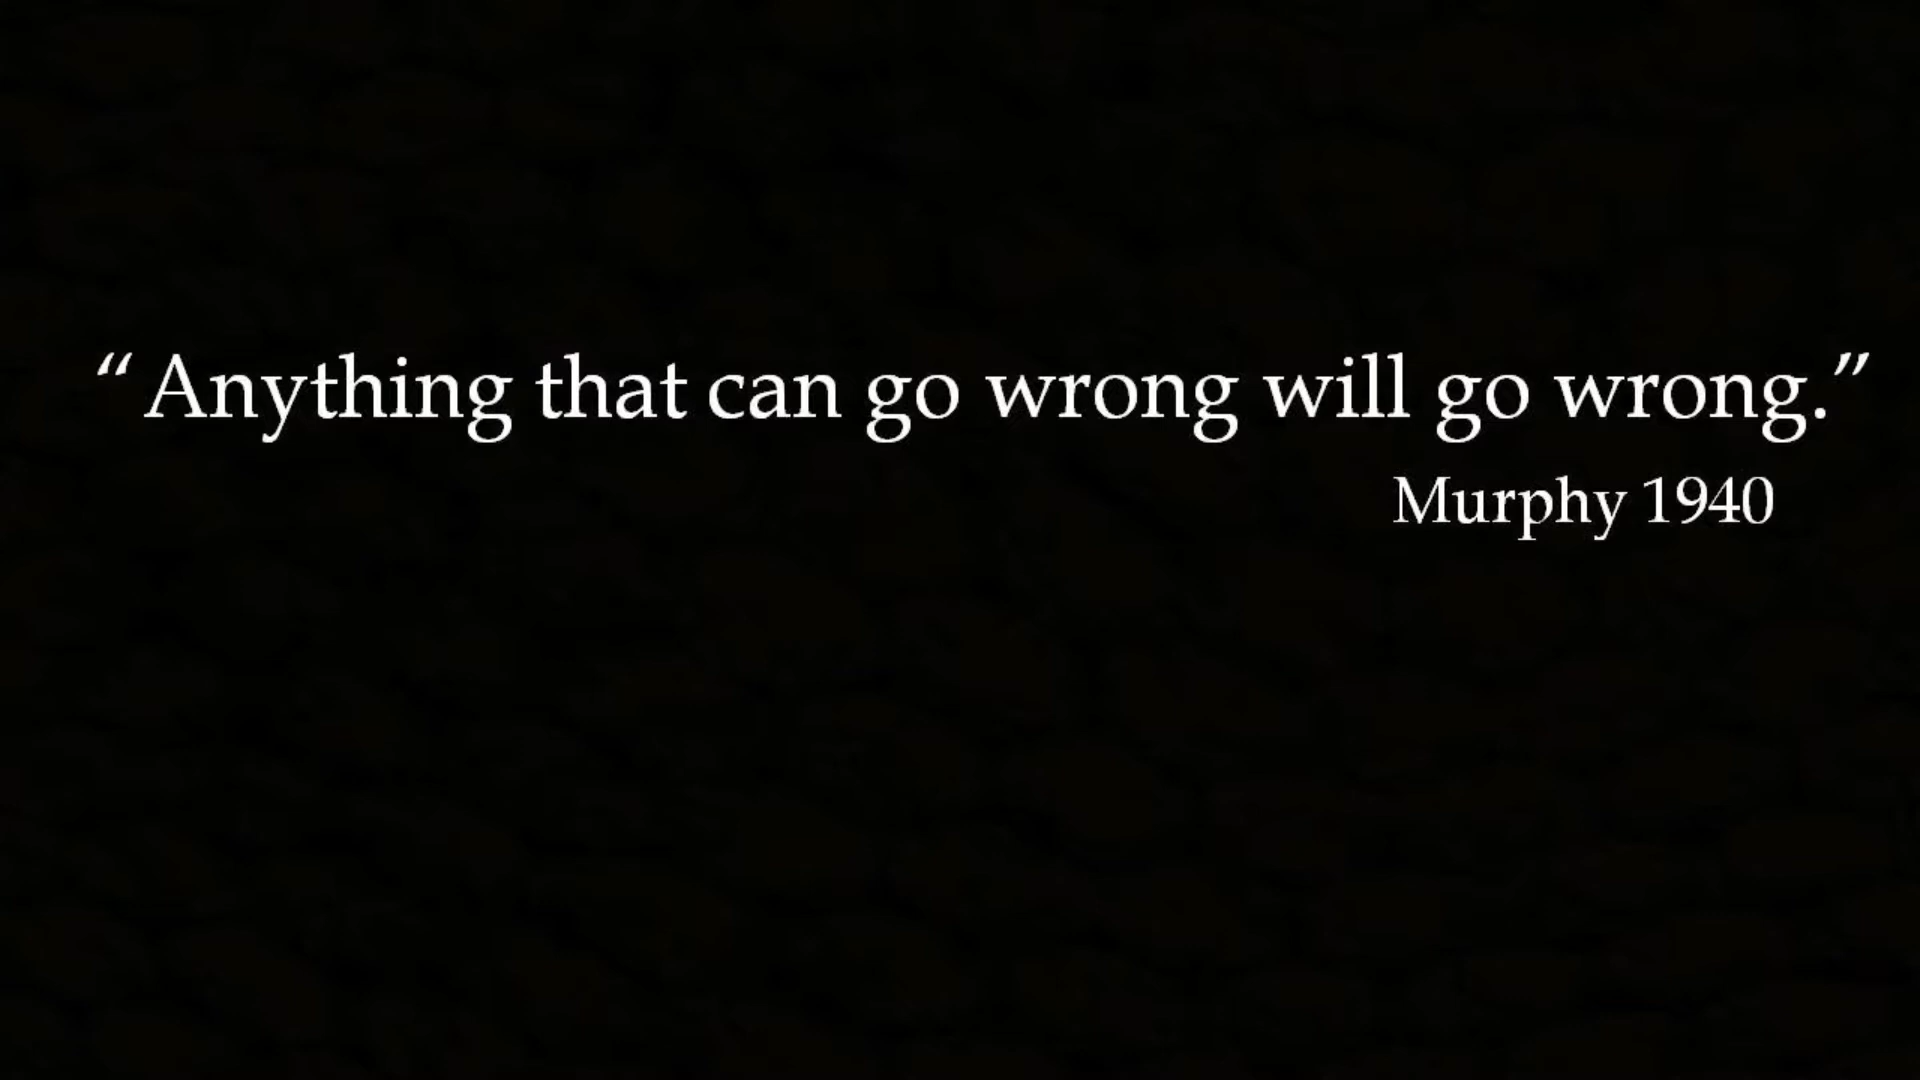 “Anything that can go wrong will go wrong.”
Murphy 1940